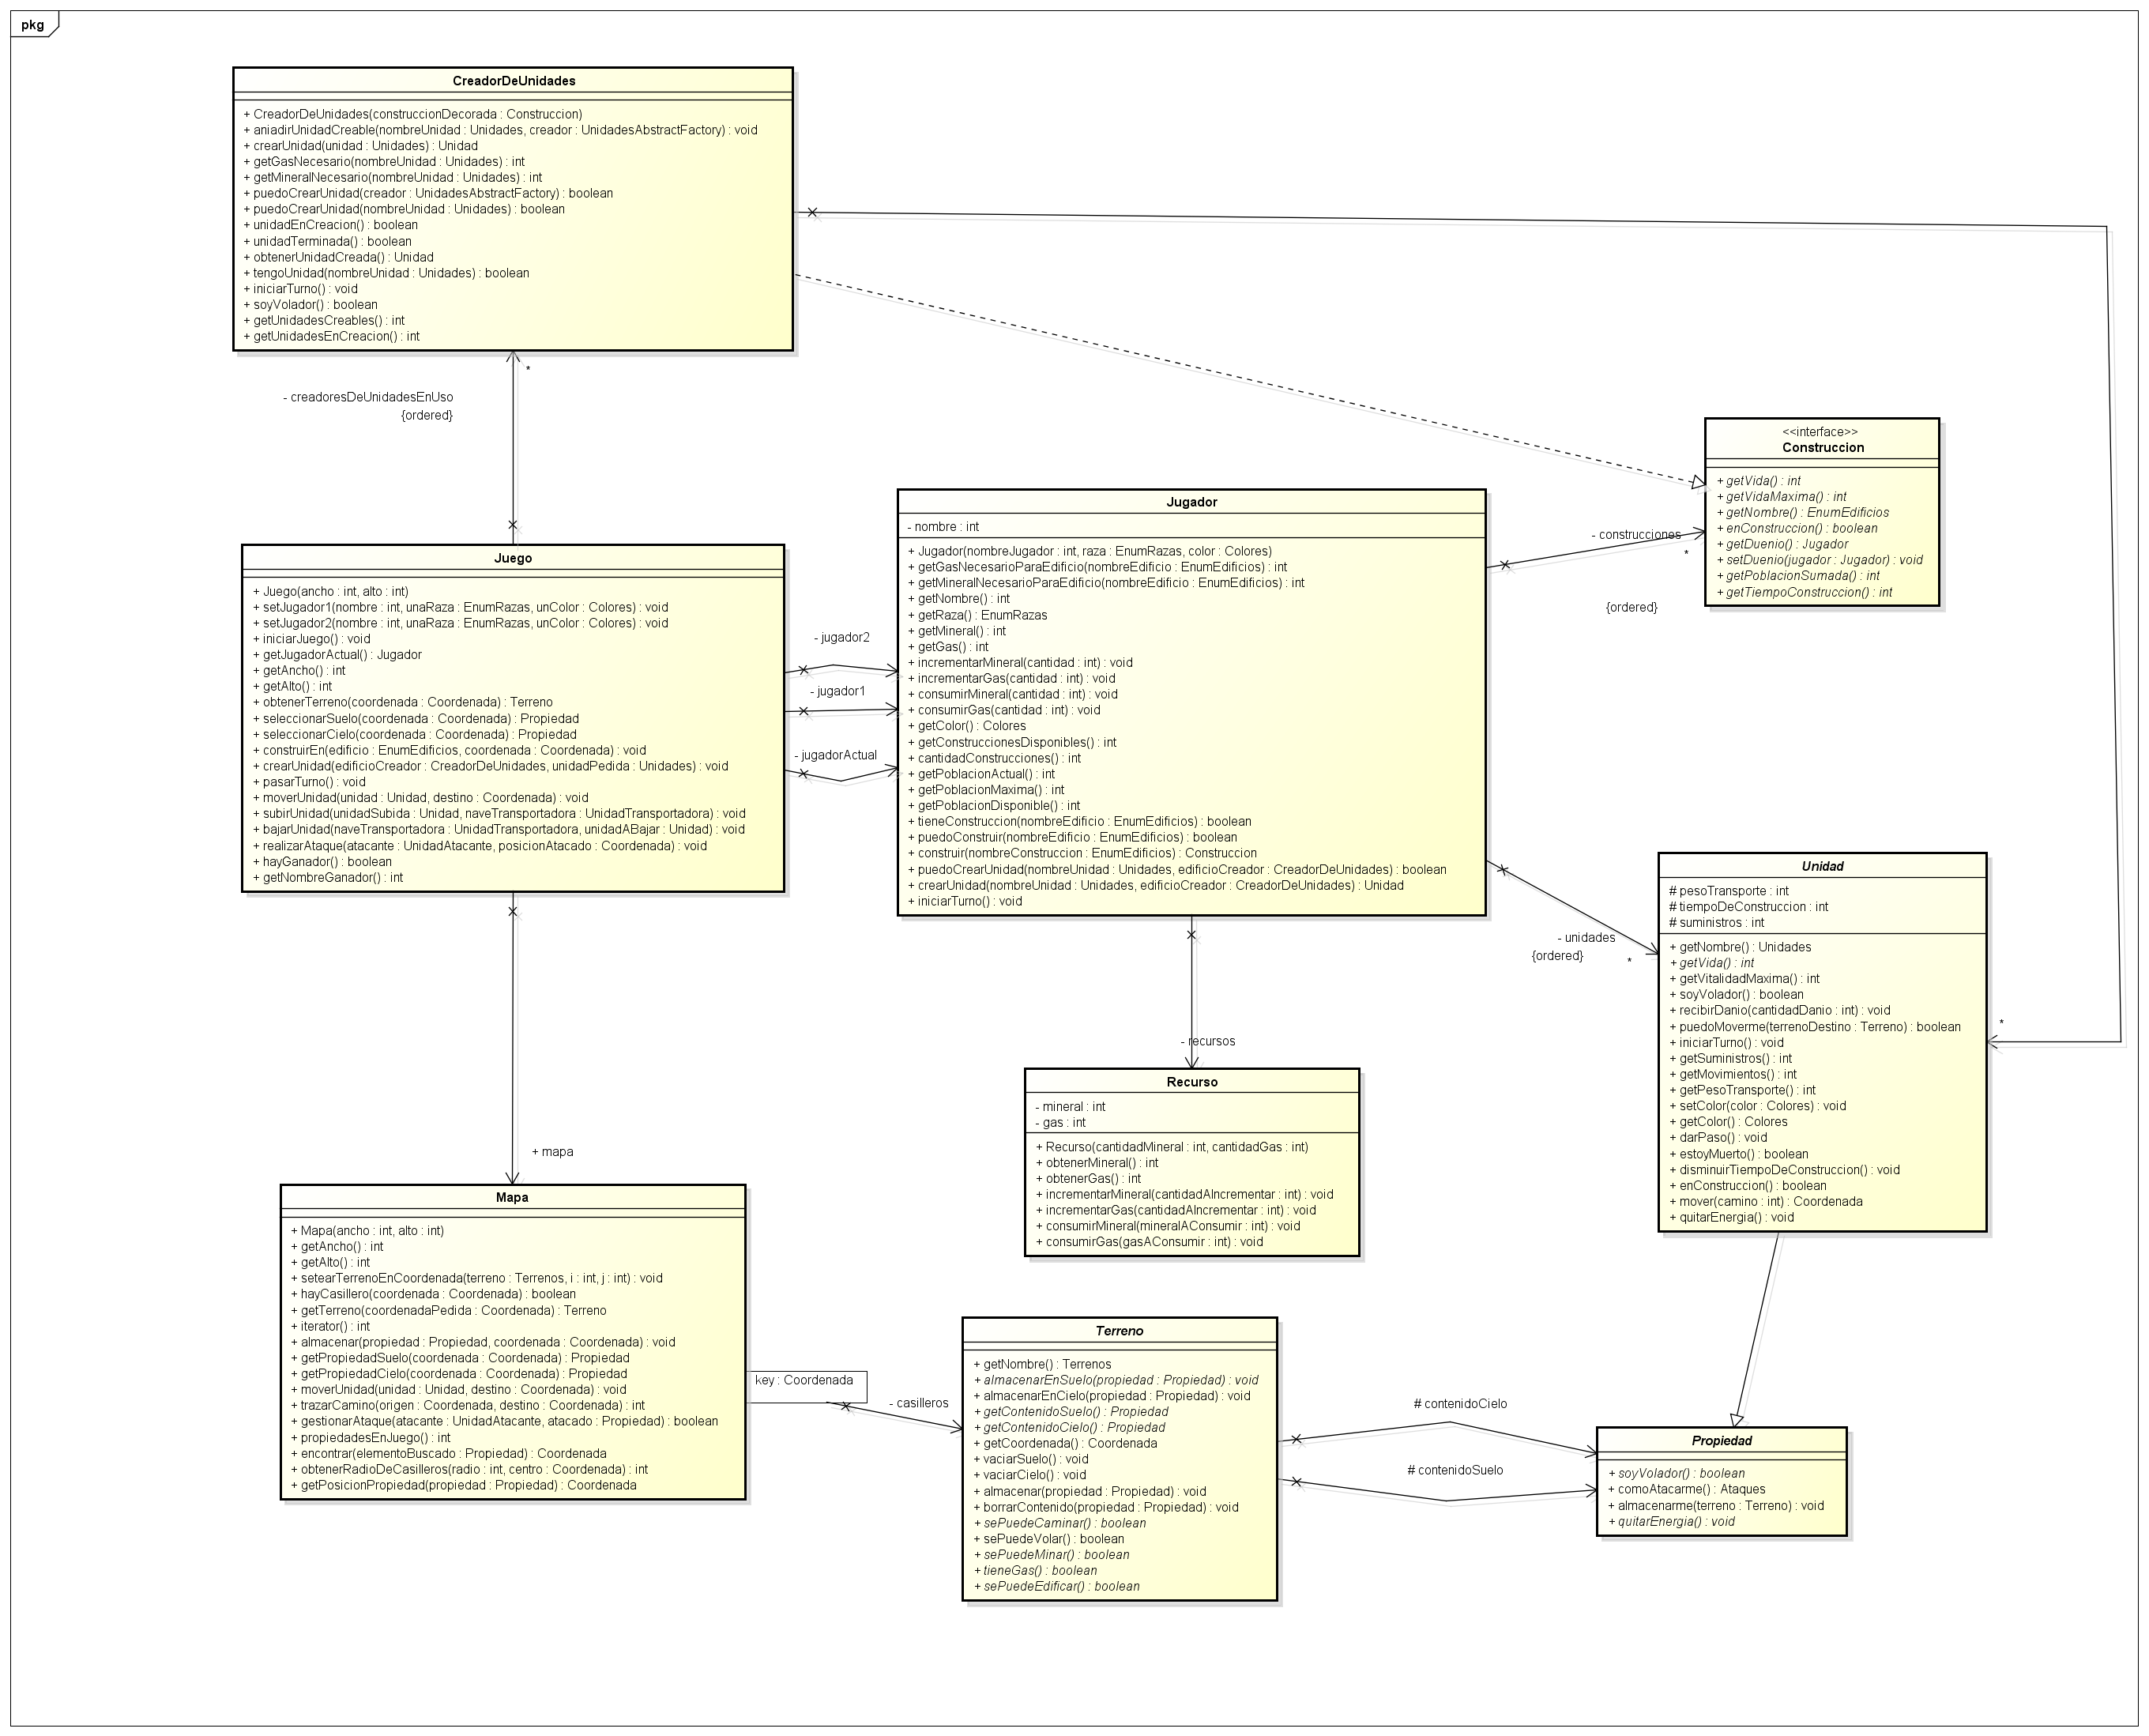 pkg
CreadorDeUnidades
+ CreadorDeUnidades(construccionDecorada : Construccion)
+ aniadirUnidadCreable(nombreUnidad : Unidades, creador : UnidadesAbstractFactory) : void
+ crearUnidad(unidad : Unidades) : Unidad
+ getGasNecesario(nombreUnidad : Unidades) : int
+ getMineralNecesario(nombreUnidad : Unidades) : int
+ puedoCrearUnidad(creador : UnidadesAbstractFactory) : boolean
+ puedoCrearUnidad(nombreUnidad : Unidades) : boolean
+ unidadEnCreacion() : boolean
+ unidadTerminada() : boolean
+ obtenerUnidadCreada() : Unidad
+ tengoUnidad(nombreUnidad : Unidades) : boolean
+ iniciarTurno() : void
+ soyVolador() : boolean
+ getUnidadesCreables() : int
+ getUnidadesEnCreacion() : int
*
- creadoresDeUnidadesEnUso
{ordered}
<<interface>>
Construccion
+ getVida() : int
+ getVidaMaxima() : int
+ getNombre() : EnumEdificios
+ enConstruccion() : boolean
+ getDuenio() : Jugador
+ setDuenio(jugador : Jugador) : void
+ getPoblacionSumada() : int
+ getTiempoConstruccion() : int
- construcciones
*
{ordered}
Juego
+ Juego(ancho : int, alto : int)
+ setJugador1(nombre : int, unaRaza : EnumRazas, unColor : Colores) : void
+ setJugador2(nombre : int, unaRaza : EnumRazas, unColor : Colores) : void
+ iniciarJuego() : void
+ getJugadorActual() : Jugador
+ getAncho() : int
+ getAlto() : int
+ obtenerTerreno(coordenada : Coordenada) : Terreno
+ seleccionarSuelo(coordenada : Coordenada) : Propiedad
+ seleccionarCielo(coordenada : Coordenada) : Propiedad
+ construirEn(edificio : EnumEdificios, coordenada : Coordenada) : void
+ crearUnidad(edificioCreador : CreadorDeUnidades, unidadPedida : Unidades) : void
+ pasarTurno() : void
+ moverUnidad(unidad : Unidad, destino : Coordenada) : void
+ subirUnidad(unidadSubida : Unidad, naveTransportadora : UnidadTransportadora) : void
+ bajarUnidad(naveTransportadora : UnidadTransportadora, unidadABajar : Unidad) : void
+ realizarAtaque(atacante : UnidadAtacante, posicionAtacado : Coordenada) : void
+ hayGanador() : boolean
+ getNombreGanador() : int
- jugador2
- jugador1
- jugadorActual
Jugador
- nombre : int
+ Jugador(nombreJugador : int, raza : EnumRazas, color : Colores)
+ getGasNecesarioParaEdificio(nombreEdificio : EnumEdificios) : int
+ getMineralNecesarioParaEdificio(nombreEdificio : EnumEdificios) : int
+ getNombre() : int
+ getRaza() : EnumRazas
+ getMineral() : int
+ getGas() : int
+ incrementarMineral(cantidad : int) : void
+ incrementarGas(cantidad : int) : void
+ consumirMineral(cantidad : int) : void
+ consumirGas(cantidad : int) : void
+ getColor() : Colores
+ getConstruccionesDisponibles() : int
+ cantidadConstrucciones() : int
+ getPoblacionActual() : int
+ getPoblacionMaxima() : int
+ getPoblacionDisponible() : int
+ tieneConstruccion(nombreEdificio : EnumEdificios) : boolean
+ puedoConstruir(nombreEdificio : EnumEdificios) : boolean
+ construir(nombreConstruccion : EnumEdificios) : Construccion
+ puedoCrearUnidad(nombreUnidad : Unidades, edificioCreador : CreadorDeUnidades) : boolean
+ crearUnidad(nombreUnidad : Unidades, edificioCreador : CreadorDeUnidades) : Unidad
+ iniciarTurno() : void
- unidades
{ordered}
*
Unidad
# pesoTransporte : int
# tiempoDeConstruccion : int
# suministros : int
+ getNombre() : Unidades
+ getVida() : int
+ getVitalidadMaxima() : int
+ soyVolador() : boolean
+ recibirDanio(cantidadDanio : int) : void
+ puedoMoverme(terrenoDestino : Terreno) : boolean
+ iniciarTurno() : void
+ getSuministros() : int
+ getMovimientos() : int
+ getPesoTransporte() : int
+ setColor(color : Colores) : void
+ getColor() : Colores
+ darPaso() : void
+ estoyMuerto() : boolean
+ disminuirTiempoDeConstruccion() : void
+ enConstruccion() : boolean
+ mover(camino : int) : Coordenada
+ quitarEnergia() : void
*
- recursos
Recurso
- mineral : int
- gas : int
+ Recurso(cantidadMineral : int, cantidadGas : int)
+ obtenerMineral() : int
+ obtenerGas() : int
+ incrementarMineral(cantidadAIncrementar : int) : void
+ incrementarGas(cantidadAIncrementar : int) : void
+ consumirMineral(mineralAConsumir : int) : void
+ consumirGas(gasAConsumir : int) : void
+ mapa
Mapa
+ Mapa(ancho : int, alto : int)
+ getAncho() : int
+ getAlto() : int
+ setearTerrenoEnCoordenada(terreno : Terrenos, i : int, j : int) : void
+ hayCasillero(coordenada : Coordenada) : boolean
+ getTerreno(coordenadaPedida : Coordenada) : Terreno
+ iterator() : int
+ almacenar(propiedad : Propiedad, coordenada : Coordenada) : void
+ getPropiedadSuelo(coordenada : Coordenada) : Propiedad
+ getPropiedadCielo(coordenada : Coordenada) : Propiedad
+ moverUnidad(unidad : Unidad, destino : Coordenada) : void
+ trazarCamino(origen : Coordenada, destino : Coordenada) : int
+ gestionarAtaque(atacante : UnidadAtacante, atacado : Propiedad) : boolean
+ propiedadesEnJuego() : int
+ encontrar(elementoBuscado : Propiedad) : Coordenada
+ obtenerRadioDeCasilleros(radio : int, centro : Coordenada) : int
+ getPosicionPropiedad(propiedad : Propiedad) : Coordenada
key : Coordenada
- casilleros
Terreno
+ getNombre() : Terrenos
+ almacenarEnSuelo(propiedad : Propiedad) : void
+ almacenarEnCielo(propiedad : Propiedad) : void
+ getContenidoSuelo() : Propiedad
+ getContenidoCielo() : Propiedad
+ getCoordenada() : Coordenada
+ vaciarSuelo() : void
+ vaciarCielo() : void
+ almacenar(propiedad : Propiedad) : void
+ borrarContenido(propiedad : Propiedad) : void
+ sePuedeCaminar() : boolean
+ sePuedeVolar() : boolean
+ sePuedeMinar() : boolean
+ tieneGas() : boolean
+ sePuedeEdificar() : boolean
# contenidoCielo
# contenidoSuelo
Propiedad
+ soyVolador() : boolean
+ comoAtacarme() : Ataques
+ almacenarme(terreno : Terreno) : void
+ quitarEnergia() : void